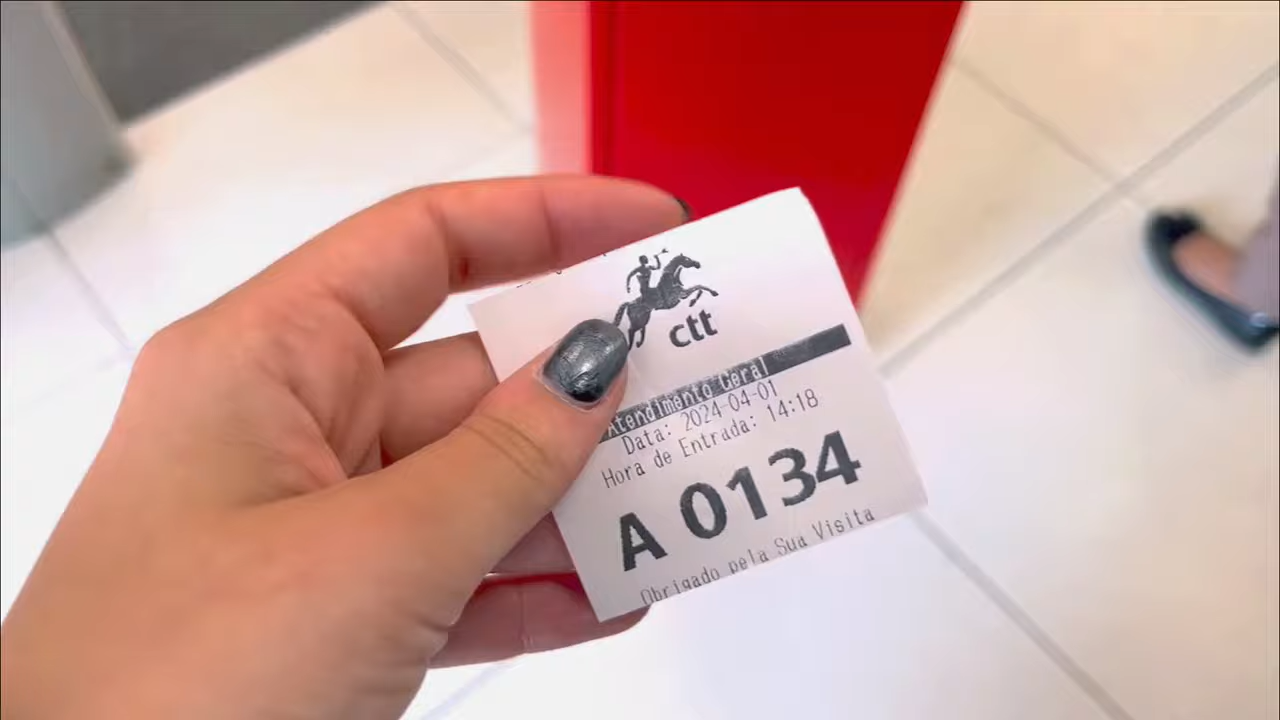 ctt
Atendimento Geral
Data: 2024-04-01
Hora de Entrada: 14:18
A 0134
Obrigado pela Sua Visita